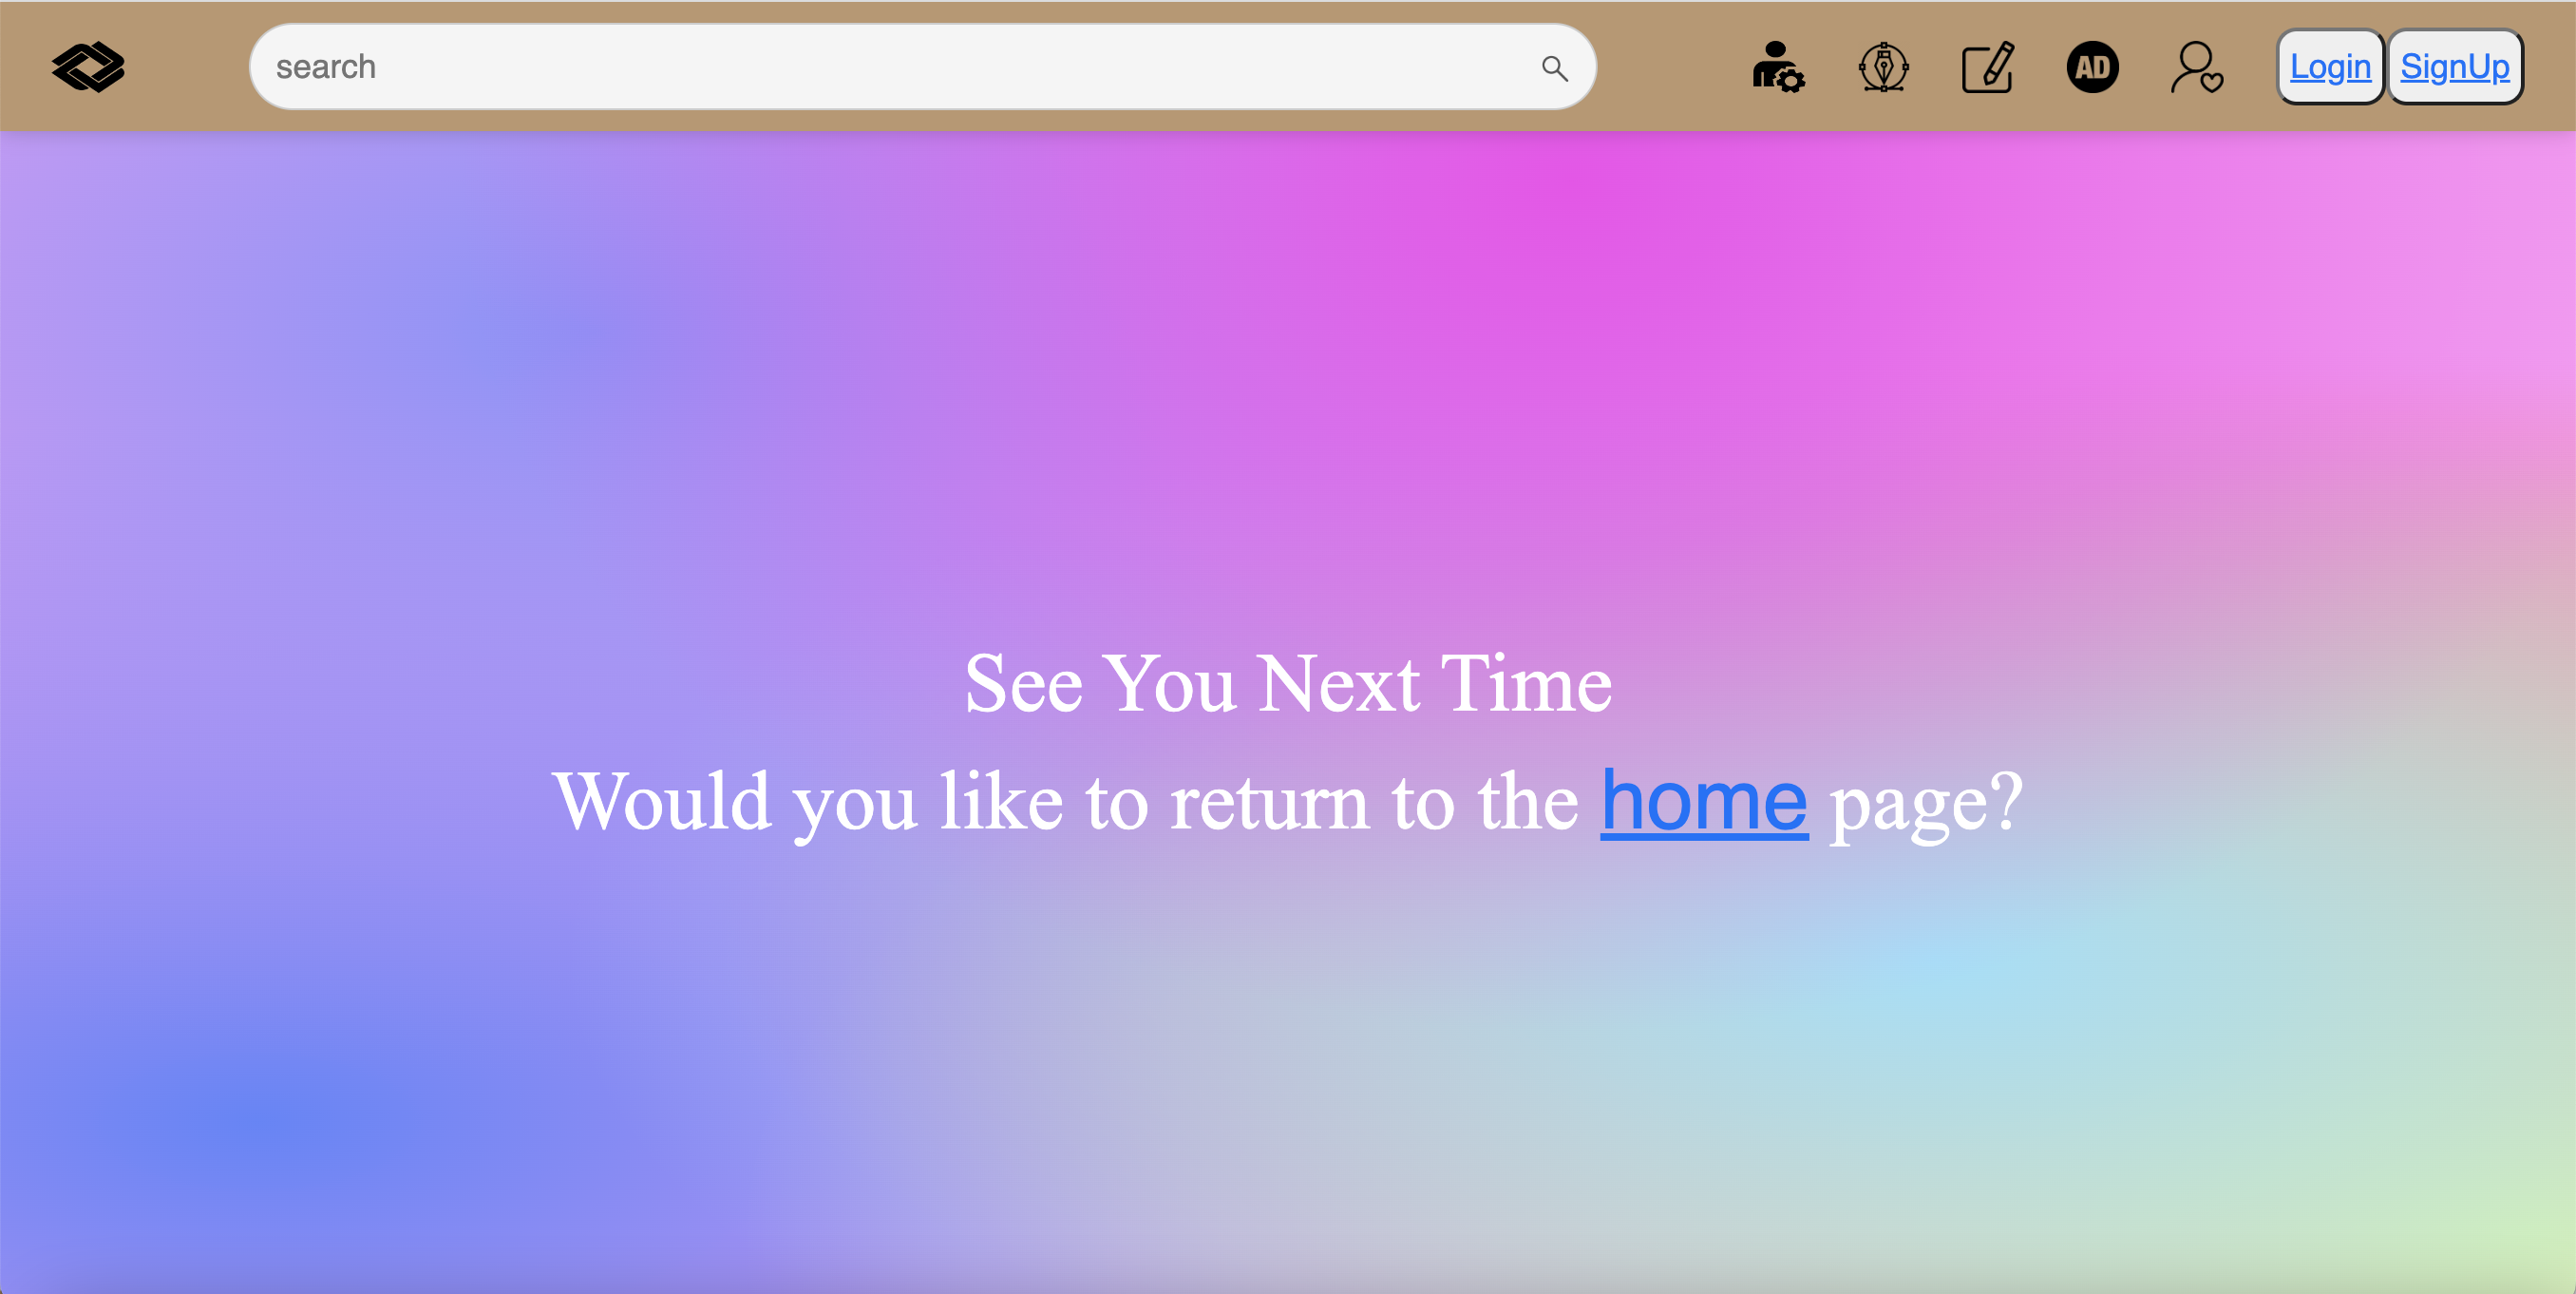 search
AD
Login SignUp
See You Next Time
Would you like to return to the home page?